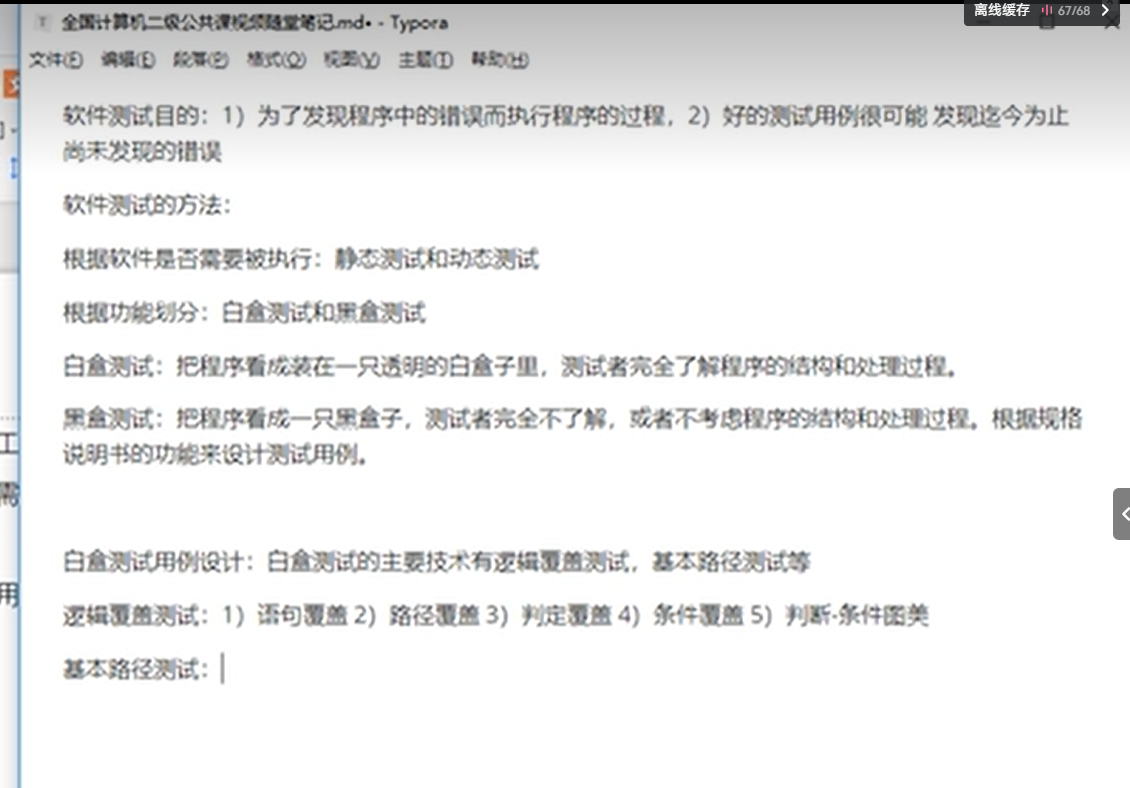 离线缓存 67/68
全国计算机二级公共课视频随堂笔记.md• - Typora
文件(F) 编辑(E) 段落(P) 格式(O) 视图(V) 主题(T) 帮助(H)
软件测试目的：1）为了发现程序中的错误而执行程序的过程，2）好的测试用例很可能 发现迄今为止
尚未发现的错误
软件测试的方法：
根据软件是否需要被执行：静态测试和动态测试
根据功能划分：白盒测试和黑盒测试
白盒测试：把程序看成装在一只透明的白盒子里，测试者完全了解程序的结构和处理过程。
黑盒测试：把程序看成一只黑盒子，测试者完全不了解，或者不考虑程序的结构和处理过程。根据规格
说明书的功能来设计测试用例。
工
需
白盒测试用例设计：白盒测试的主要技术有逻辑覆盖测试，基本路径测试等
用
逻辑覆盖测试：1）语句覆盖 2）路径覆盖 3）判定覆盖 4）条件覆盖 5）判断-条件图美
基本路径测试：